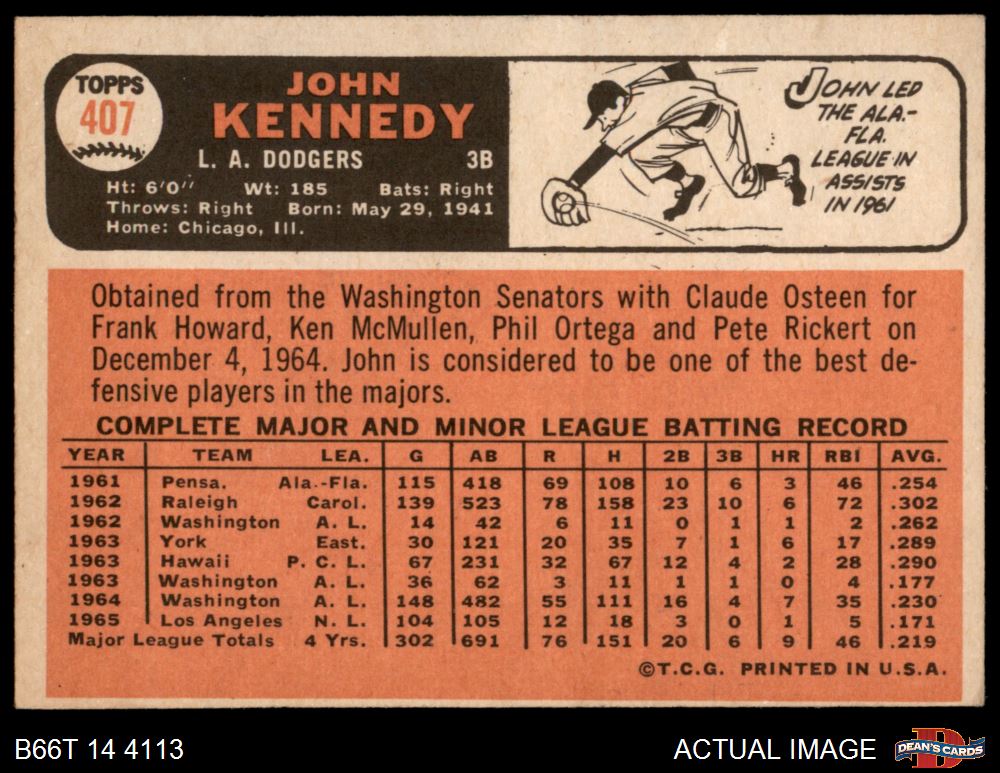 TOPPS
407
JOHN
KENNEDY
L. A. DODGERS 3B
Ht: 6'0" Wt: 185 Bats: Right
Throws: Right Born: May 29, 1941
Home: Chicago, Ill.
JOHN LED
THE ALA.-
FLA.
LEAGUE IN
ASSISTS
IN 1961
Obtained from the Washington Senators with Claude Osteen for
Frank Howard, Ken McMullen, Phil Ortega and Pete Rickert on
December 4, 1964. John is considered to be one of the best de-
fensive players in the majors.
COMPLETE MAJOR AND MINOR LEAGUE BATTING RECORD
YEAR TEAM LEA. G AB R H 2B 3B HR RBI AVG.
1961 Pensa. Ala.-Fla. 115 418 69 108 10 6 3 46 .254
1962 Raleigh Carol. 139 523 78 158 23 10 6 72 .302
1962 Washington A. L. 14 42 6 11 0 1 1 2 .262
1963 York East. 30 121 20 35 7 1 6 17 .289
1963 Hawaii P. C. L. 67 231 32 67 12 4 2 28 .290
1963 Washington A. L. 36 62 3 11 1 1 0 4 .177
1964 Washington A. L. 148 482 55 111 16 4 7 35 .230
1965 Los Angeles N. L. 104 105 12 18 3 0 1 5 .171
Major League Totals 4 Yrs. 302 691 76 151 20 6 9 46 .219
©T.C.G. PRINTED IN U.S.A.
B66T 14 4113 ACTUAL IMAGE DEAN'S CARDS